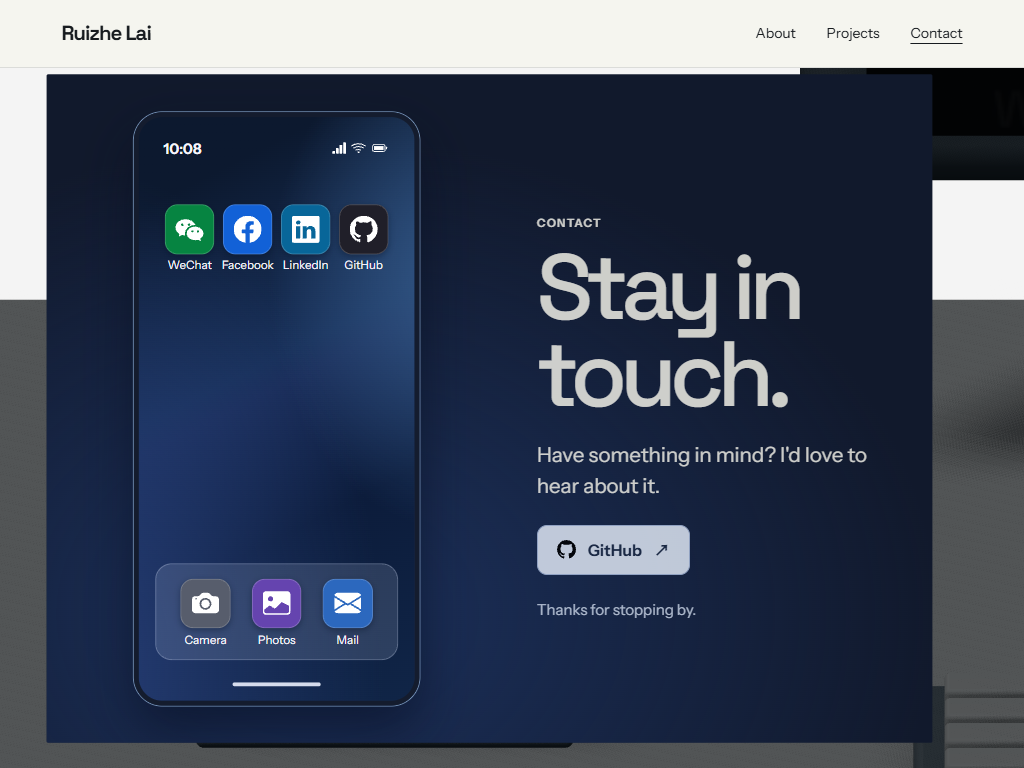 Ruizhe Lai
About
Projects
Contact
10:08
WeChat
Facebook
LinkedIn
GitHub
Camera
Photos
Mail
CONTACT
Stay in
touch.
Have something in mind? I'd love to
hear about it.
GitHub ↗
Thanks for stopping by.